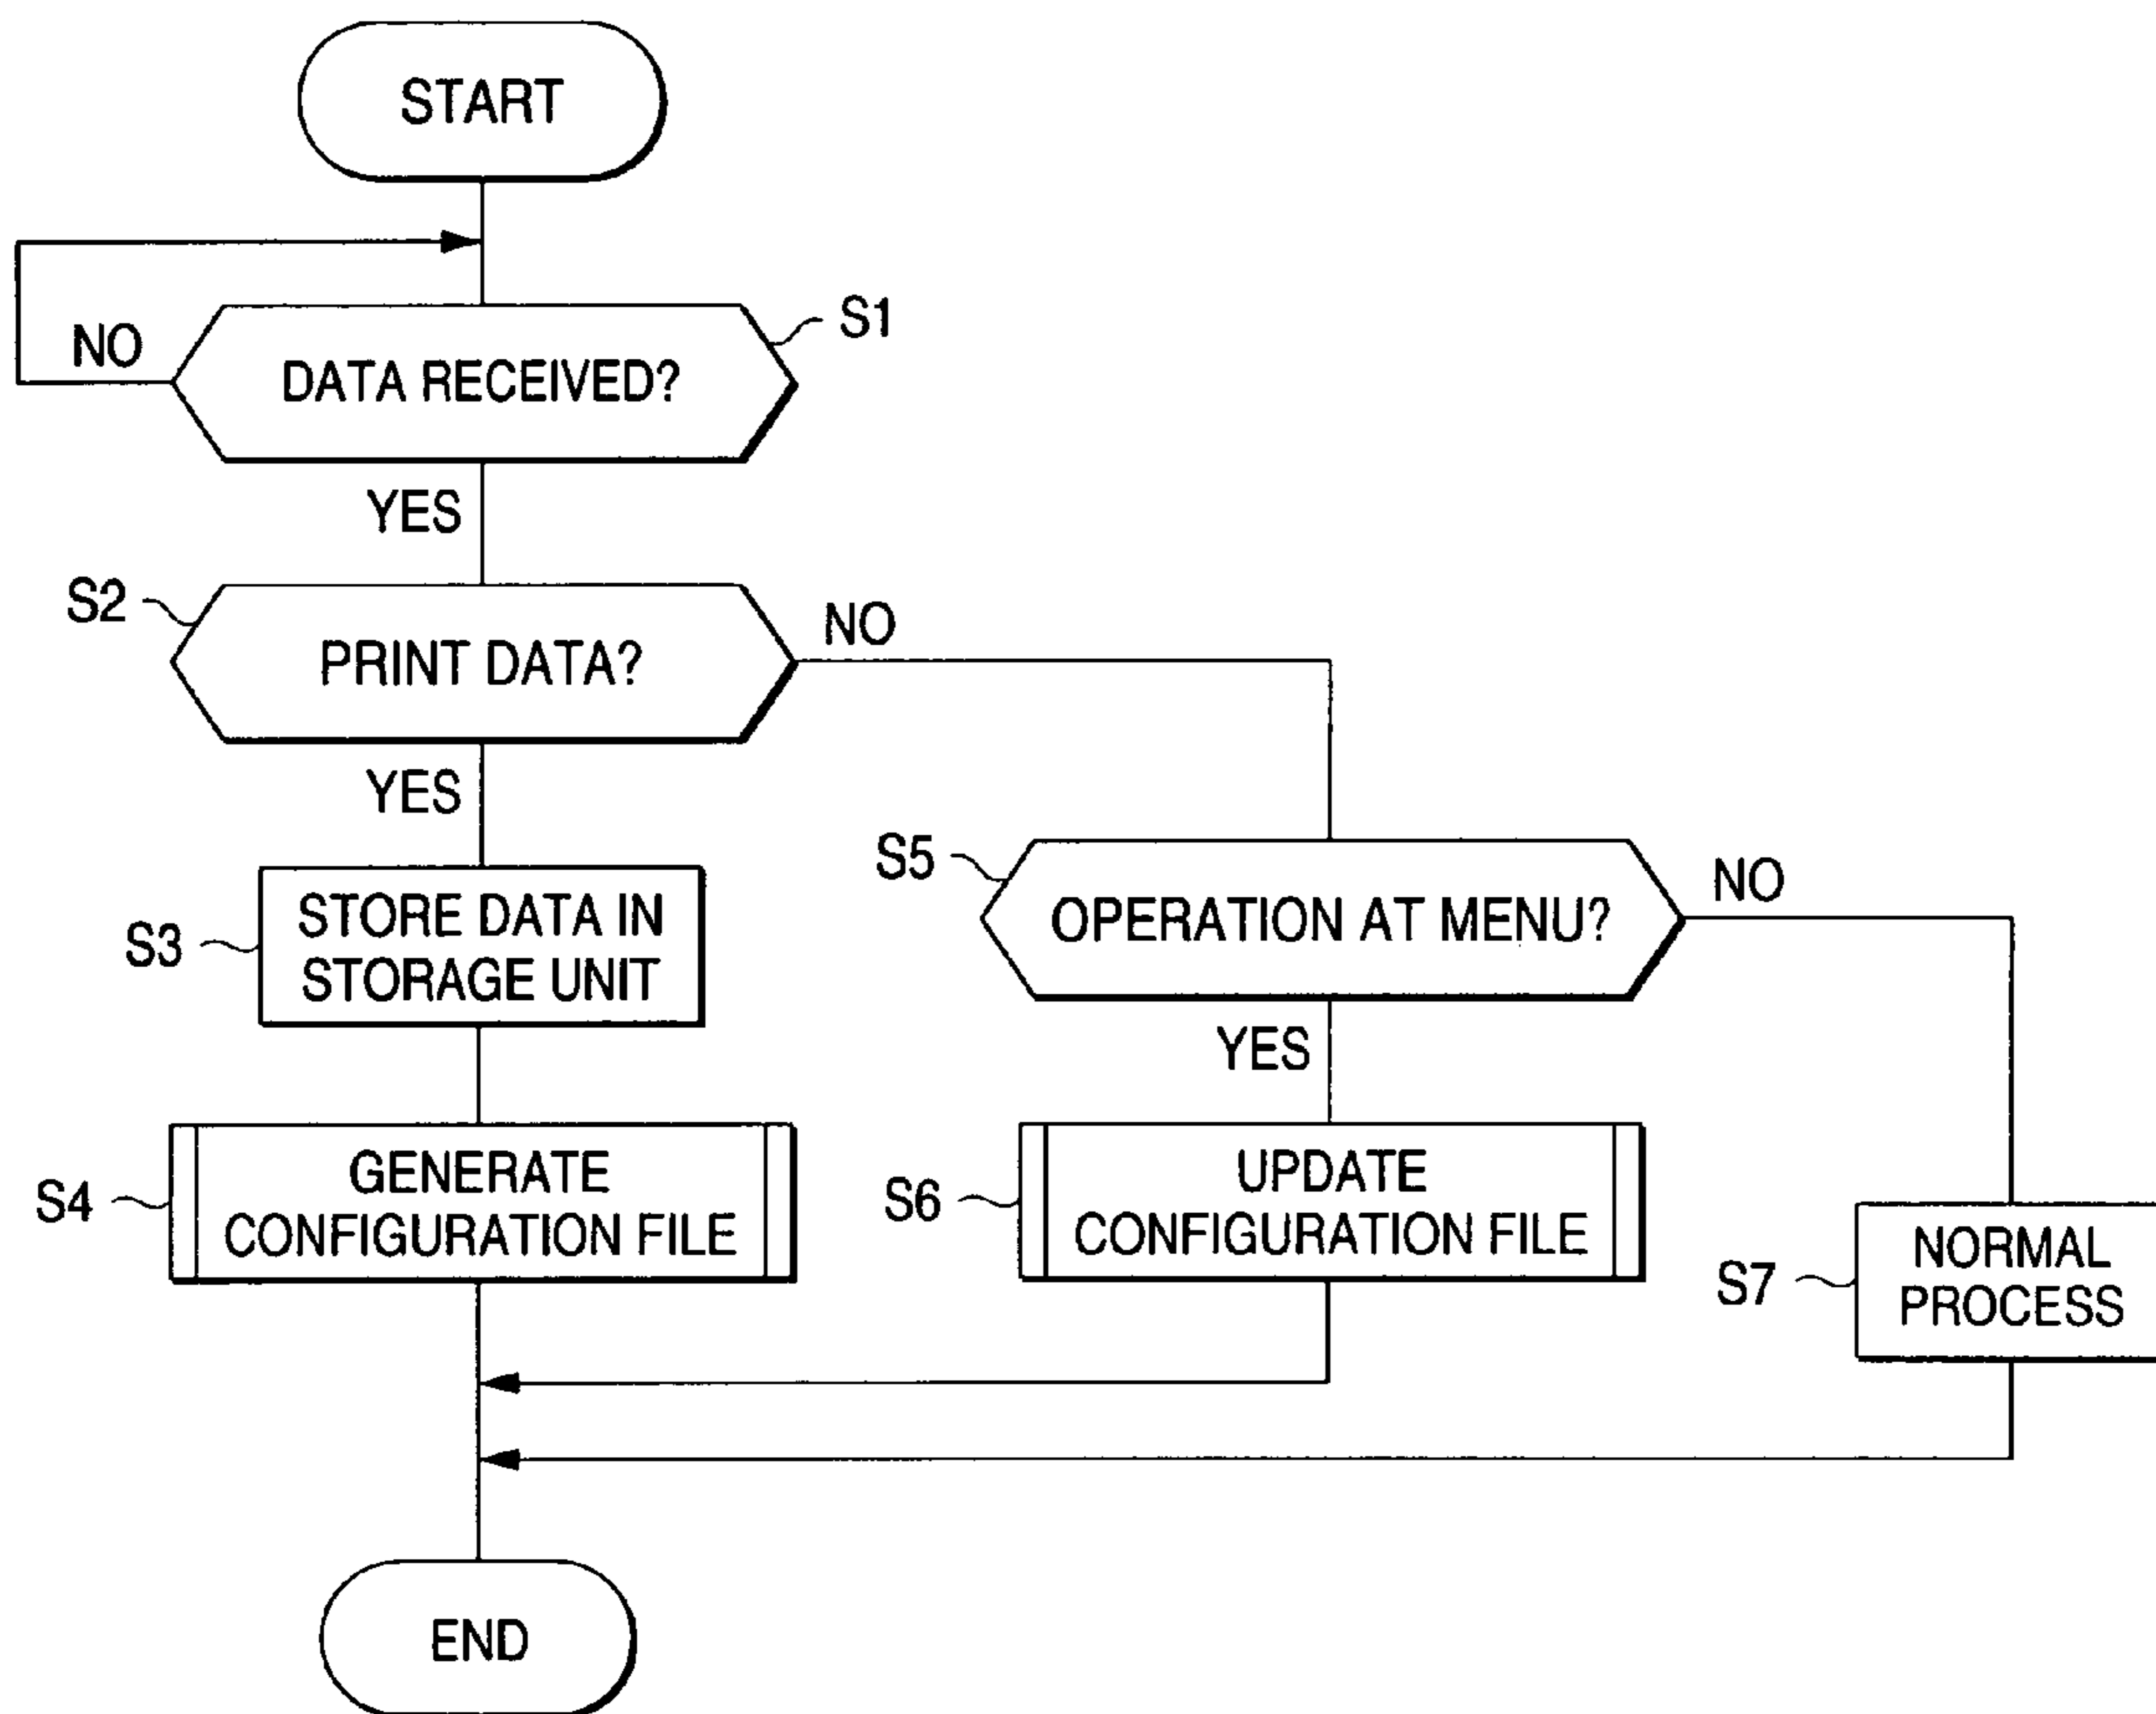 START
NO
DATA RECEIVED?
S1
YES
S2
PRINT DATA?
NO
YES
S3
STORE DATA IN
STORAGE UNIT
S5
OPERATION AT MENU?
NO
YES
S4
GENERATE
CONFIGURATION FILE
S6
UPDATE
CONFIGURATION FILE
S7
NORMAL
PROCESS
END